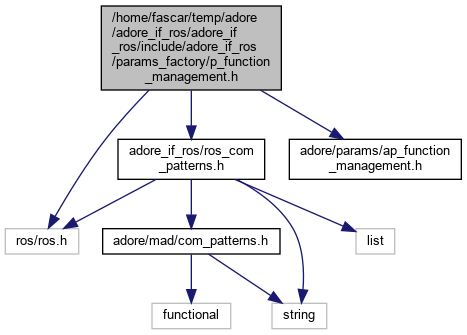 /home/fascar/temp/adore
/adore_if_ros/adore_if
_ros/include/adore_if_ros
/params_factory/p_function
_management.h
adore_if_ros/ros_com
_patterns.h
adore/params/ap_function
_management.h
ros/ros.h
adore/mad/com_patterns.h
list
functional
string